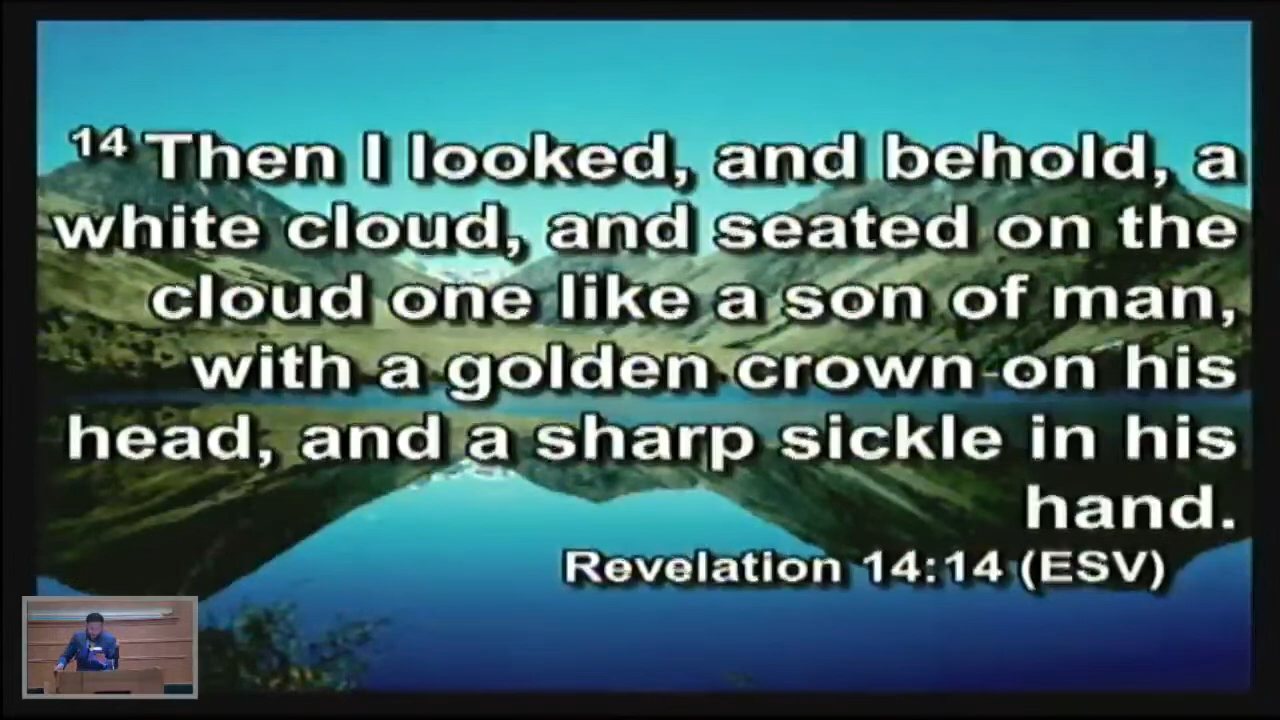 14 Then I looked, and behold, a
white cloud, and seated on the
cloud one like a son of man,
with a golden crown on his
head, and a sharp sickle in his
hand.
Revelation 14:14 (ESV)